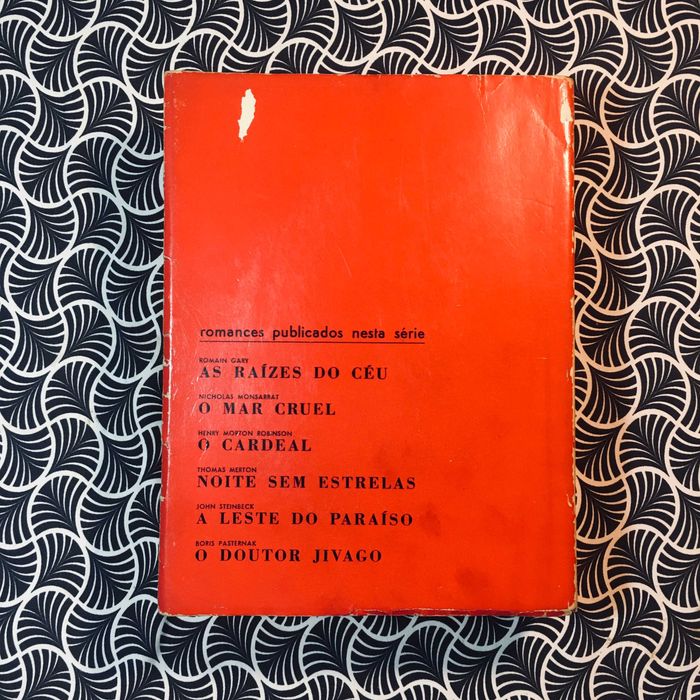 romances publicados nesta série
ROMAIN GARY
AS RAÍZES DO CÉU
NICHOLAS MONSARRAT
O MAR CRUEL
HENRY MORTON ROBINSON
O CARDEAL
THOMAS MERTON
NOITE SEM ESTRELAS
JOHN STEINBECK
A LESTE DO PARAÍSO
BORIS PASTERNAK
O DOUTOR JIVAGO